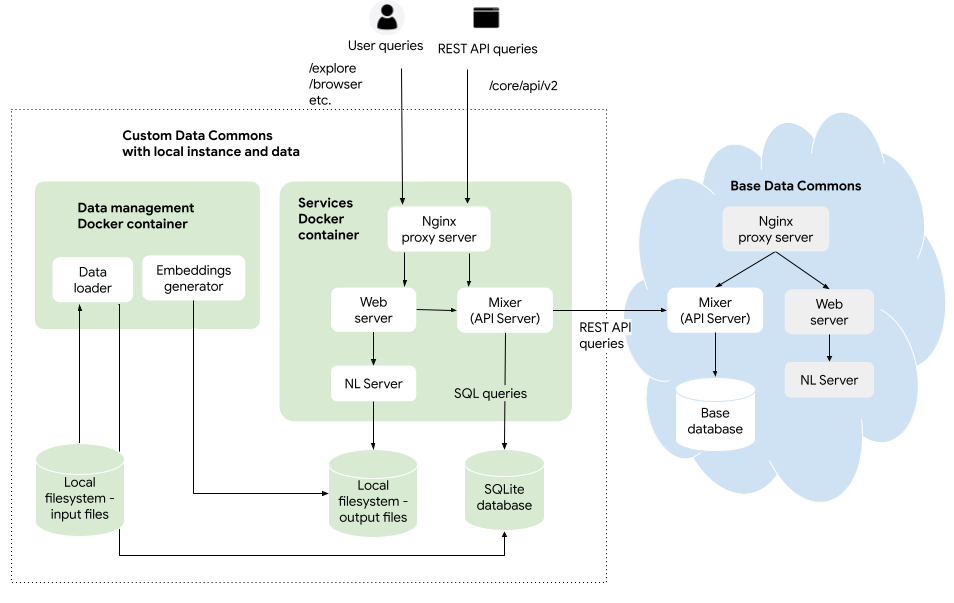 User queries
REST API queries
/explore
/browser
etc.
/core/api/v2
Custom Data Commons
with local instance and data
Data management
Docker container
Data
loader
Embeddings
generator
Services
Docker
container
Nginx
proxy server
Web
server
Mixer
(API Server)
NL Server
SQL queries
REST API
queries
Local
filesystem -
input files
Local
filesystem -
output files
SQLite
database
Base Data Commons
Nginx
proxy server
Mixer
(API Server)
Web
server
NL Server
Base
database